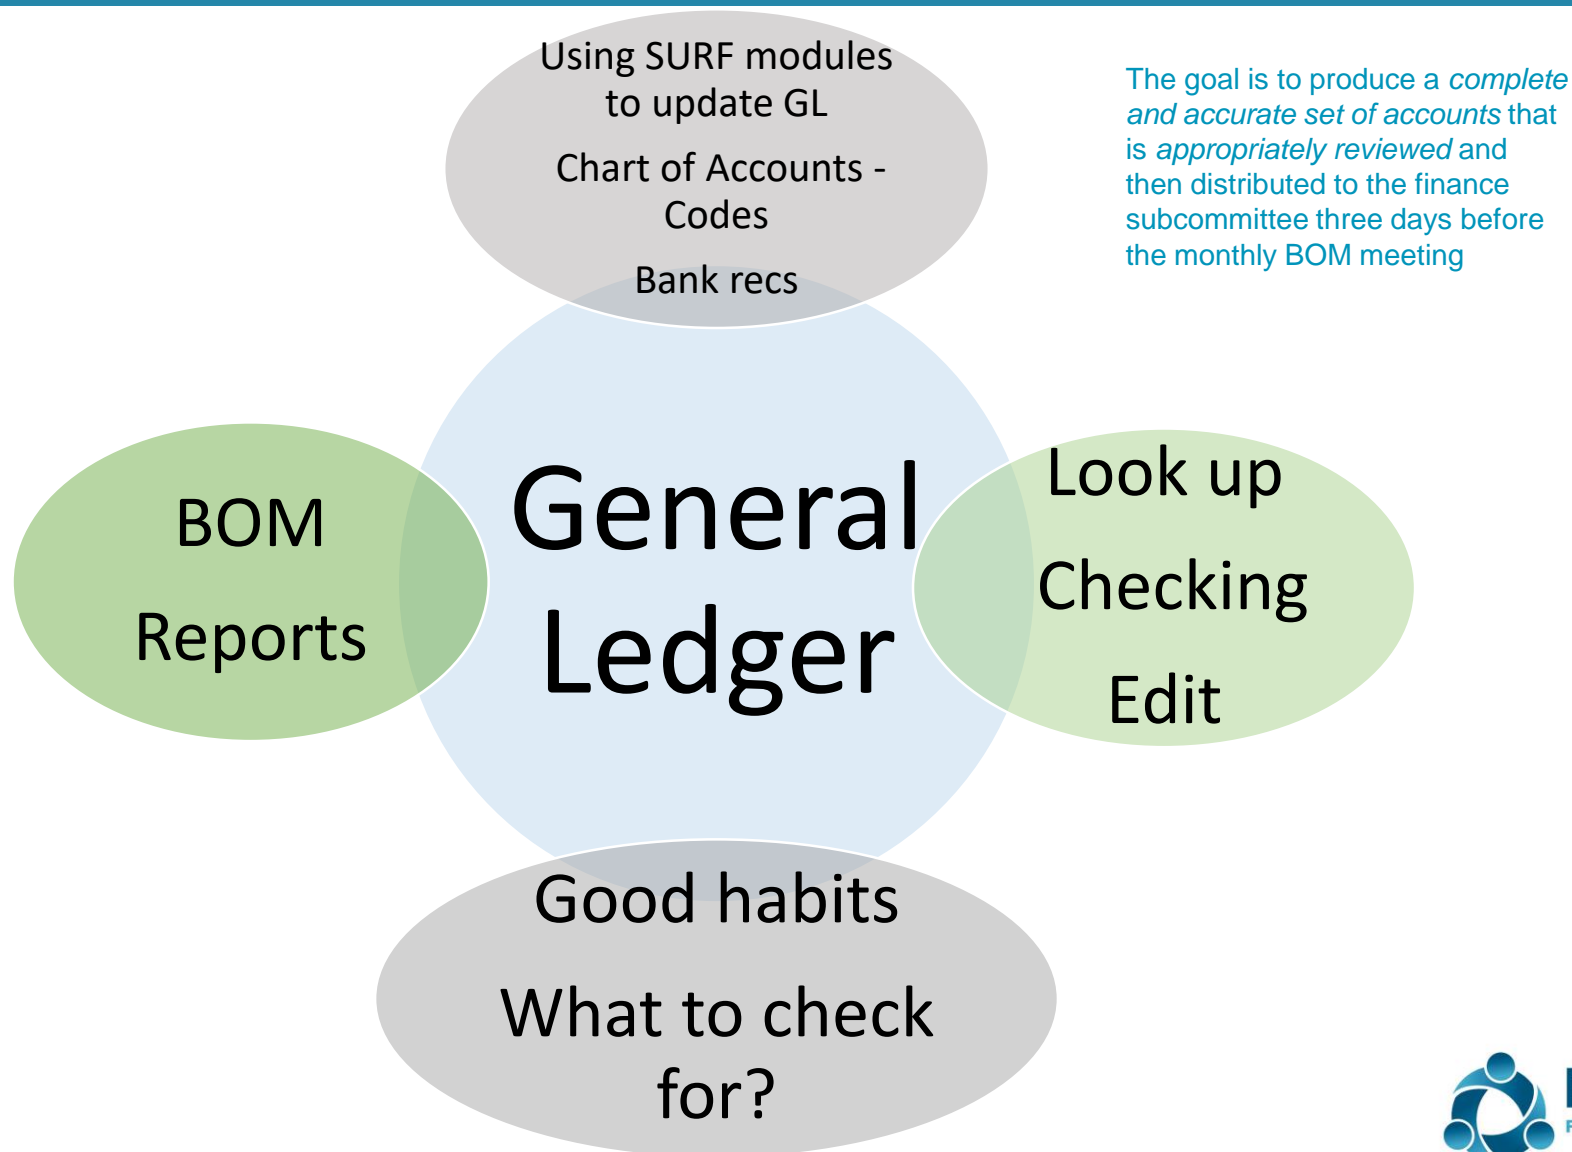 Using SURF modules
to update GL
Chart of Accounts -
Codes
Bank recs
The goal is to produce a complete
and accurate set of accounts that
is appropriately reviewed and
then distributed to the finance
subcommittee three days before
the monthly BOM meeting
BOM
Reports
General
Ledger
Look up
Checking
Edit
Good habits
What to check
for?